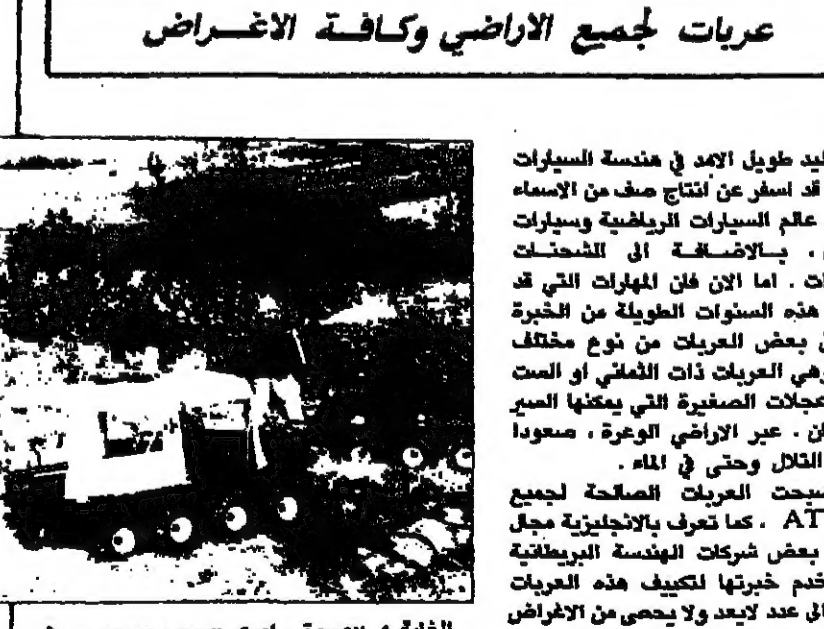 عربات لجميع الاراضي وكافة الاغراض
ليد طويل الامد في هندسة السيارات
قد اسفر عن انتاج صف من الاسماء
عالم السيارات الرياضية وسيارات
، بالاضافة الى الشحنات
ات . اما الان فان المهارات التي قد
هذه السنوات الطويلة من الخبرة
بعض العربات من نوع مختلف
وهي العربات ذات الثماني او الست
عجلات الصغيرة التي يمكنها السير
ان . عبر الاراضي الوعرة ، صعودا
التلال وحتى في الماء .
سبحت العربات الصالحة لجميع
AT ، كما تعرف بالانجليزية مجال
بعض شركات الهندسة البريطانية
خدم خبرتها لتكييف هذه العربات
الى عدد لايعد ولا يحصى من الاغراض